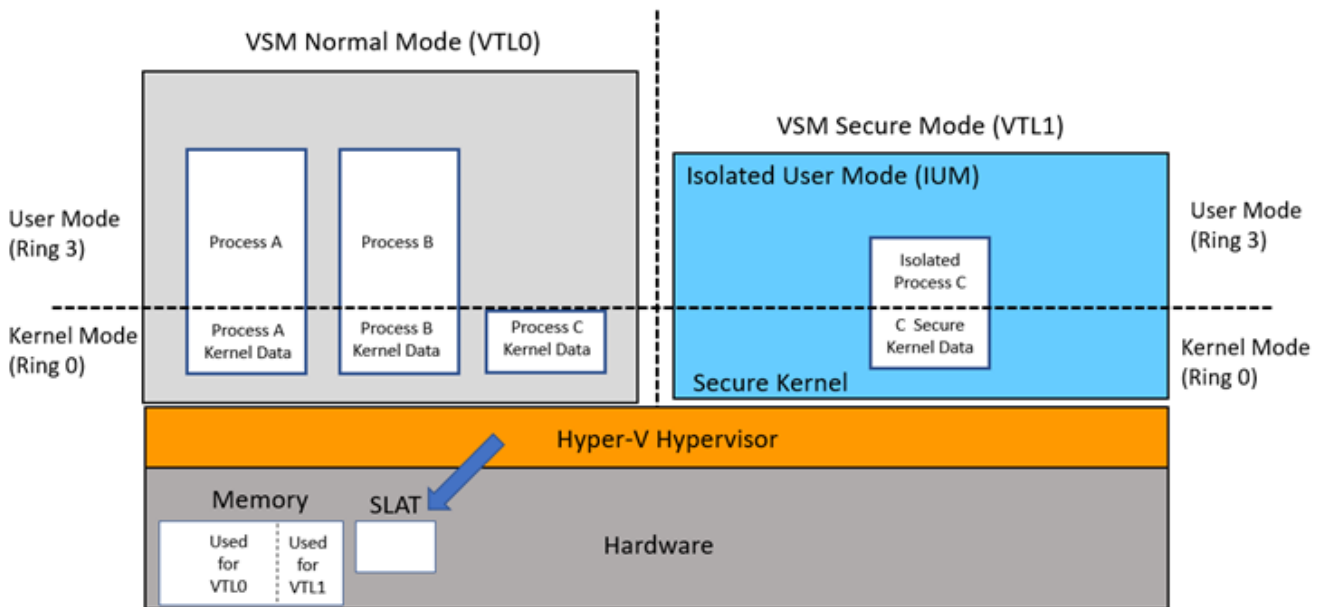 VSM Normal Mode (VTL0)
VSM Secure Mode (VTL1)
Isolated User Mode (IUM)
User Mode
(Ring 3)
Process A
Process B
Isolated
Process C
User Mode
(Ring 3)
Kernel Mode
(Ring 0)
Process A
Kernel Data
Process B
Kernel Data
Process C
Kernel Data
C Secure
Kernel Data
Secure Kernel
Kernel Mode
(Ring 0)
Hyper-V Hypervisor
Memory
SLAT
Used
for
VTL0
Used
for
VTL1
Hardware